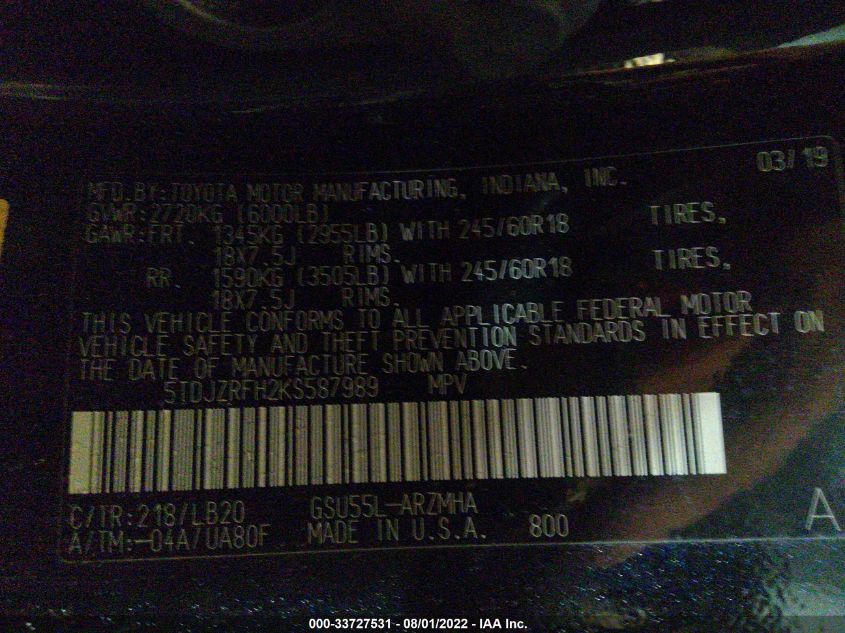 03/19
MFD.BY:TOYOTA MOTOR MANUFACTURING, INDIANA, INC.
GVWR:2720KG (6000LB)
GAWR:FRT. 1345KG (2955LB) WITH 245/60R18 TIRES,
18X7.5J RIMS.
RR. 1590KG (3505LB) WITH 245/60R18 TIRES,
18X7.5J RIMS.
THIS VEHICLE CONFORMS TO ALL APPLICABLE FEDERAL MOTOR
VEHICLE SAFETY AND THEFT PREVENTION STANDARDS IN EFFECT ON
THE DATE OF MANUFACTURE SHOWN ABOVE.
5TDJZRFH2KS587989 MPV
C/TR:218/LB20 GSU55L-ARZMHA
A/TM:-04A/UA80F MADE IN U.S.A. 800
A
000-33727531 - 08/01/2022 - IAA Inc.